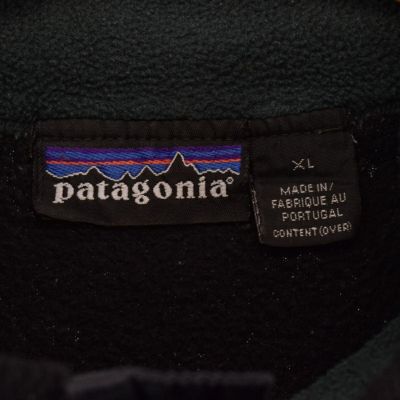 patagonia®
XL
MADE IN/
FABRIQUE AU
PORTUGAL
CONTENT (OVER)